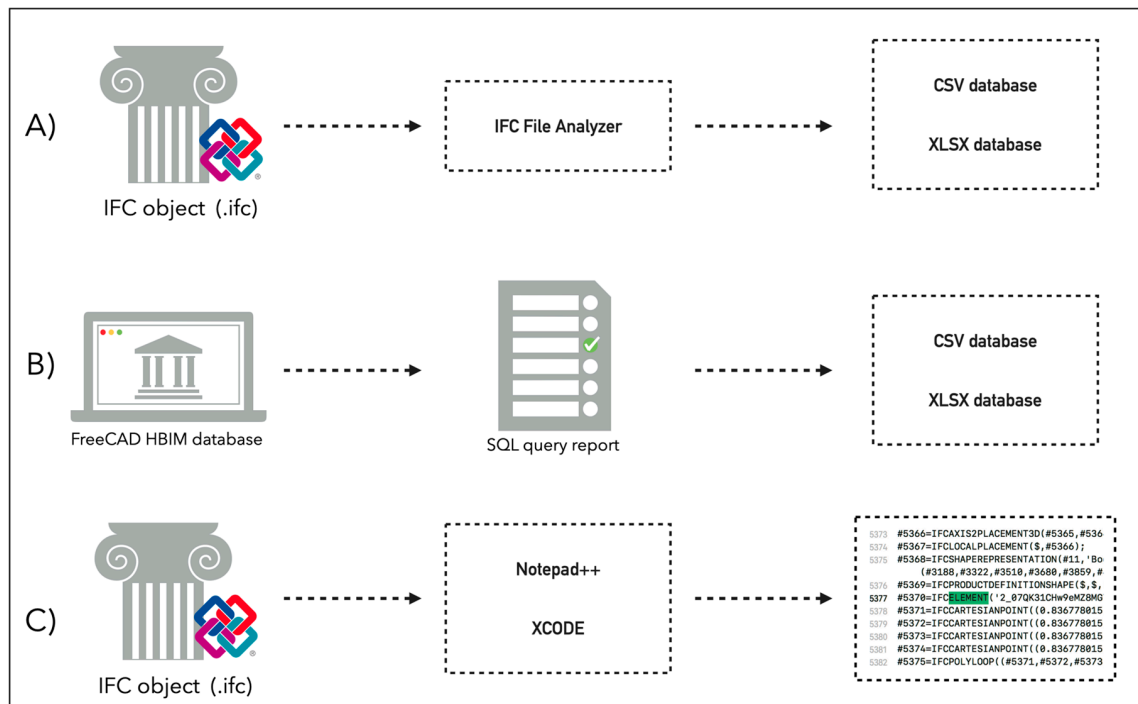 A)
IFC object (.ifc)
®
IFC File Analyzer
CSV database
XLSX database
B)
FreeCAD HBIM database
SQL query report
CSV database
XLSX database
C)
IFC object (.ifc)
®
Notepad++
XCODE
5373 #5366=IFCAXIS2PLACEMENT3D(#5365,#536
5374 #5367=IFCLOCALPLACEMENT($,#5366);
5375 #5368=IFCSHAPEREPRESENTATION(#11,'Bo
(#3188,#3322,#3510,#3680,#3859,#
5376 #5369=IFCPRODUCTDEFINITIONSHAPE($,$,
5377 #5370=IFCELEMENT('2_07QK31CHw9eMZ8MG
5378 #5371=IFCCARTESIANPOINT((0.836778015
5379 #5372=IFCCARTESIANPOINT((0.836778015
5380 #5373=IFCCARTESIANPOINT((0.836778015
5381 #5374=IFCCARTESIANPOINT((0.836778015
5382 #5375=IFCPOLYLOOP((#5371,#5372,#5373